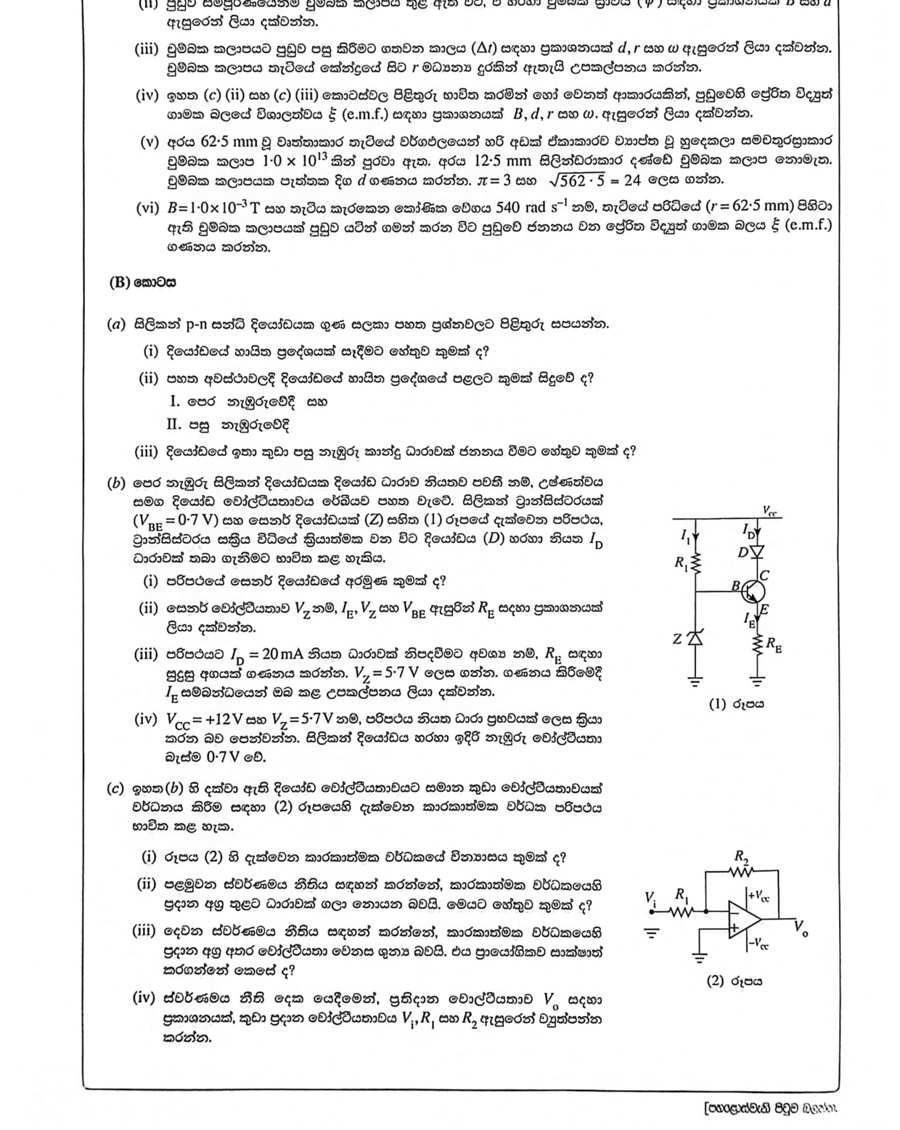 (ii) පුඩුව සම්පූර්ණයෙන්ම චුම්බක කලාපය තුළ ඇති විට, ඒ හරහා චුම්බක ස්‍රාවය සඳහා ප්‍රකාශනයක් B සහ d
ඇසුරෙන් ලියා දක්වන්න.
(iii) චුම්බක කලාපයට පුඩුව පසු කිරීමට ගතවන කාලය (Δt) සඳහා ප්‍රකාශනයක් d, r සහ ω ඇසුරෙන් ලියා දක්වන්න.
චුම්බක කලාපය තැටියේ කේන්ද්‍රයේ සිට r මධ්‍යන්‍ය දුරකින් ඇතැයි උපකල්පනය කරන්න.
(iv) ඉහත (c) (ii) සහ (c) (iii) කොටස්වල පිළිතුරු භාවිත කරමින් හෝ වෙනත් ආකාරයකින්, පුඩුවෙහි ප්‍රේරිත විද්‍යුත්
ගාමක බලයේ විශාලත්වය ξ (e.m.f.) සඳහා ප්‍රකාශනයක් B, d, r සහ ω. ඇසුරෙන් ලියා දක්වන්න.
(v) අරය 62·5 mm වූ වෘත්තාකාර තැටියේ වර්ගඵලයෙන් හරි අඩක් ඒකාකාරව ව්‍යාප්ත වූ හුදෙකලා සමචතුරස්‍රාකාර
චුම්බක කලාප 1·0 × 10¹³ කින් පුරවා ඇත. අරය 12·5 mm සිලින්ඩරාකාර දණ්ඩේ චුම්බක කලාප නොමැත.
චුම්බක කලාපයක පැත්තක දිග d ගණනය කරන්න. π = 3 සහ √562·5 = 24 ලෙස ගන්න.
(vi) B=1·0×10⁻³ T සහ තැටිය කැරකෙන කෝණික වේගය 540 rad s⁻¹ නම්, තැටියේ පරිධියේ (r = 62·5 mm) පිහිටා
ඇති චුම්බක කලාපයක් පුඩුව යටින් ගමන් කරන විට පුඩුවේ ජනනය වන ප්‍රේරිත විද්‍යුත් ගාමක බලය ξ (e.m.f.)
ගණනය කරන්න.
(B) කොටස
(a) සිලිකන් p-n සන්ධි දියෝඩයක ගුණ සලකා පහත ප්‍රශ්නවලට පිළිතුරු සපයන්න.
(i) දියෝඩයේ හායිත ප්‍රදේශයක් සෑදීමට හේතුව කුමක් ද?
(ii) පහත අවස්ථාවලදී දියෝඩයේ හායිත ප්‍රදේශයේ පළලට කුමක් සිදුවේ ද?
I. පෙර නැඹුරුවේදී සහ
II. පසු නැඹුරුවේදී
(iii) දියෝඩයේ ඉතා කුඩා පසු නැඹුරු කාන්දු ධාරාවක් ජනනය වීමට හේතුව කුමක් ද?
(b) පෙර නැඹුරු සිලිකන් දියෝඩයක දියෝඩ ධාරාව නියතව පවතී නම්, උෂ්ණත්වය
සමග දියෝඩ වෝල්ටීයතාවය රේඛීයව පහත වැටේ. සිලිකන් ට්‍රාන්සිස්ටරයක්
(V_BE = 0·7 V) සහ සෙනර් දියෝඩයක් (Z) සහිත (1) රූපයේ දැක්වෙන පරිපථය,
ට්‍රාන්සිස්ටරය සක්‍රීය විධියේ ක්‍රියාත්මක වන විට දියෝඩය (D) හරහා නියත I_D
ධාරාවක් තබා ගැනීමට භාවිත කළ හැකිය.
(i) පරිපථයේ සෙනර් දියෝඩයේ අරමුණ කුමක් ද?
(ii) සෙනර් වෝල්ටීයතාව V_Z නම්, I_E, V_Z සහ V_BE ඇසුරින් R_E සඳහා ප්‍රකාශනයක්
ලියා දක්වන්න.
(iii) පරිපථයට I_D = 20 mA නියත ධාරාවක් නිපදවීමට අවශ්‍ය නම්, R_E සඳහා
සුදුසු අගයක් ගණනය කරන්න. V_Z = 5·7 V ලෙස ගන්න. ගණනය කිරීමේදී
I_E සම්බන්ධයෙන් ඔබ කළ උපකල්පනය ලියා දක්වන්න.
(iv) V_CC = +12 V සහ V_Z = 5·7 V නම්, පරිපථය නියත ධාරා ප්‍රභවයක් ලෙස ක්‍රියා
කරන බව පෙන්වන්න. සිලිකන් දියෝඩය හරහා ඉදිරි නැඹුරු වෝල්ටීයතා
බැස්ම 0·7 V වේ.
V_cc
I_1
I_D
R_1
D
B
C
E
I_E
Z
R_E
(1) රූපය
(c) ඉහත (b) හි දක්වා ඇති දියෝඩ වෝල්ටීයතාවයට සමාන කුඩා වෝල්ටීයතාවයක්
වර්ධනය කිරීම සඳහා (2) රූපයෙහි දැක්වෙන කාරකාත්මක වර්ධක පරිපථය
භාවිත කළ හැක.
(i) රූපය (2) හි දැක්වෙන කාරකාත්මක වර්ධකයේ වින්‍යාසය කුමක් ද?
(ii) පළමුවන ස්වර්ණමය නීතිය සඳහන් කරන්නේ, කාරකාත්මක වර්ධකයෙහි
ප්‍රදාන අග්‍ර තුළට ධාරාවක් ගලා නොයන බවයි. මෙයට හේතුව කුමක් ද?
(iii) දෙවන ස්වර්ණමය නීතිය සඳහන් කරන්නේ, කාරකාත්මක වර්ධකයෙහි
ප්‍රදාන අග්‍ර අතර වෝල්ටීයතා වෙනස ශුන්‍ය බවයි. එය ප්‍රායෝගිකව සාක්ෂාත්
කරගන්නේ කෙසේ ද?
(iv) ස්වර්ණමය නීති දෙක යෙදීමෙන්, ප්‍රතිදාන වොල්ටීයතාව V_o සඳහා
ප්‍රකාශනයක්, කුඩා ප්‍රදාන වෝල්ටීයතාවය V_i, R_1 සහ R_2 ඇසුරෙන් ව්‍යුත්පන්න
කරන්න.
R_2
V_i
R_1
+V_cc
−
+
−V_cc
V_o
(2) රූපය
[පහළොස්වැනි පිටුව බලන්න